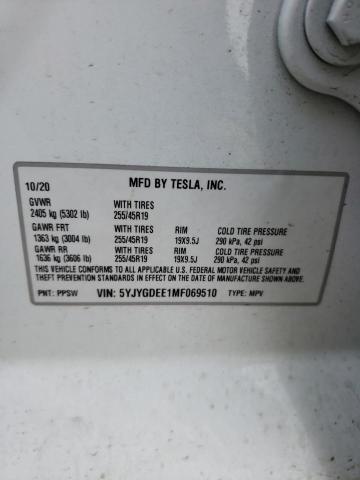 10/20 MFD BY TESLA, INC.
GVWR WITH TIRES
2405 kg (5302 lb) 255/45R19
GAWR FRT WITH TIRES RIM COLD TIRE PRESSURE
1363 kg (3004 lb) 255/45R19 19X9.5J 290 kPa, 42 psi
GAWR RR WITH TIRES RIM COLD TIRE PRESSURE
1636 kg (3606 lb) 255/45R19 19X9.5J 290 kPa, 42 psi
THIS VEHICLE CONFORMS TO ALL APPLICABLE U.S. FEDERAL MOTOR VEHICLE SAFETY AND
THEFT PREVENTION STANDARDS IN EFFECT ON THE DATE OF MANUFACTURE SHOWN ABOVE.
PNT: PPSW VIN: 5YJYGDEE1MF069510 TYPE: MPV